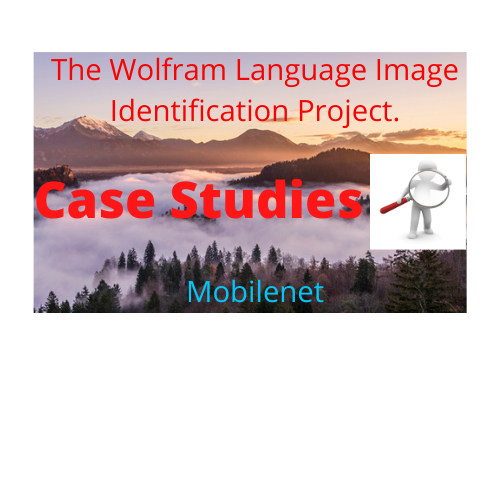 The Wolfram Language Image
Identification Project.
Case Studies
Mobilenet